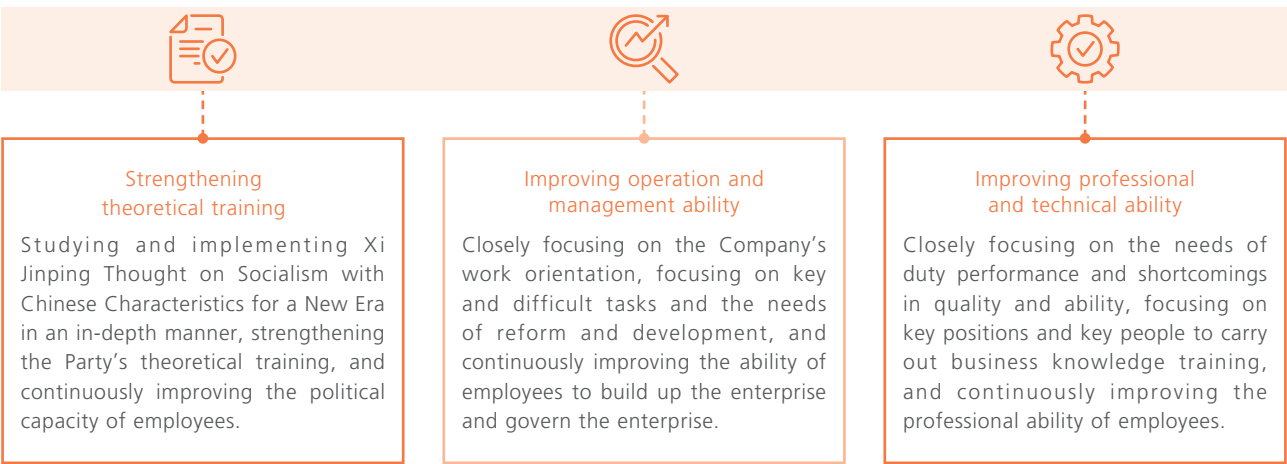 Strengthening
theoretical training
Studying and implementing Xi
Jinping Thought on Socialism with
Chinese Characteristics for a New Era
in an in-depth manner, strengthening
the Party’s theoretical training, and
continuously improving the political
capacity of employees.
Improving operation and
management ability
Closely focusing on the Company’s
work orientation, focusing on key
and difficult tasks and the needs
of reform and development, and
continuously improving the ability of
employees to build up the enterprise
and govern the enterprise.
Improving professional
and technical ability
Closely focusing on the needs of
duty performance and shortcomings
in quality and ability, focusing on
key positions and key people to carry
out business knowledge training,
and continuously improving the
professional ability of employees.